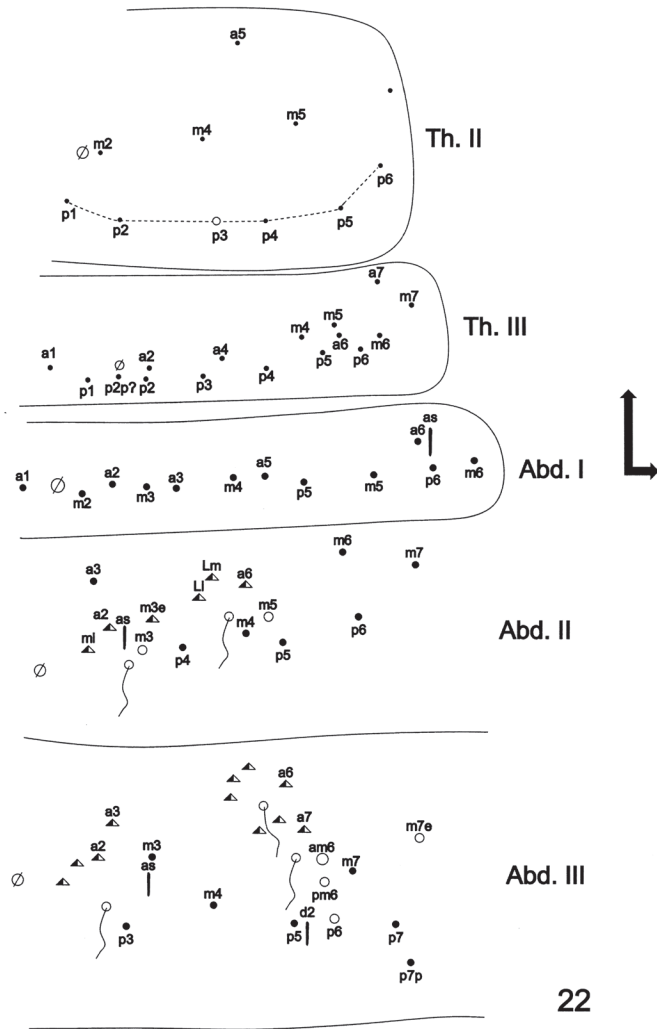 a5
m5
m4
m2
Th. II
p6
p1
p2
p3
p4
p5
a7
m7
Th. III
m5
m4
a1
a2
a4
a6
m6
p5
p6
p1
p2p?
p2
p3
p4
as
a6
a1
a2
a3
a5
m2
m3
m4
p5
m5
p6
m6
Abd. I
m6
m7
a3
Lm
Ll
a6
a2
as
m3e
mi
m3
m5
m4
p4
p5
p6
Abd. II
a6
a3
a7
m7e
a2
m3
as
am6
m7
Abd. III
m4
pm6
d2
p3
p5
p6
p7
p7p
22